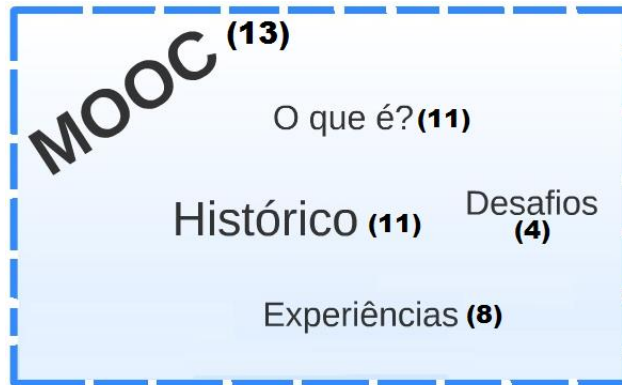 MOOC (13)
O que é? (11)
Histórico (11)
Desafios
(4)
Experiências (8)